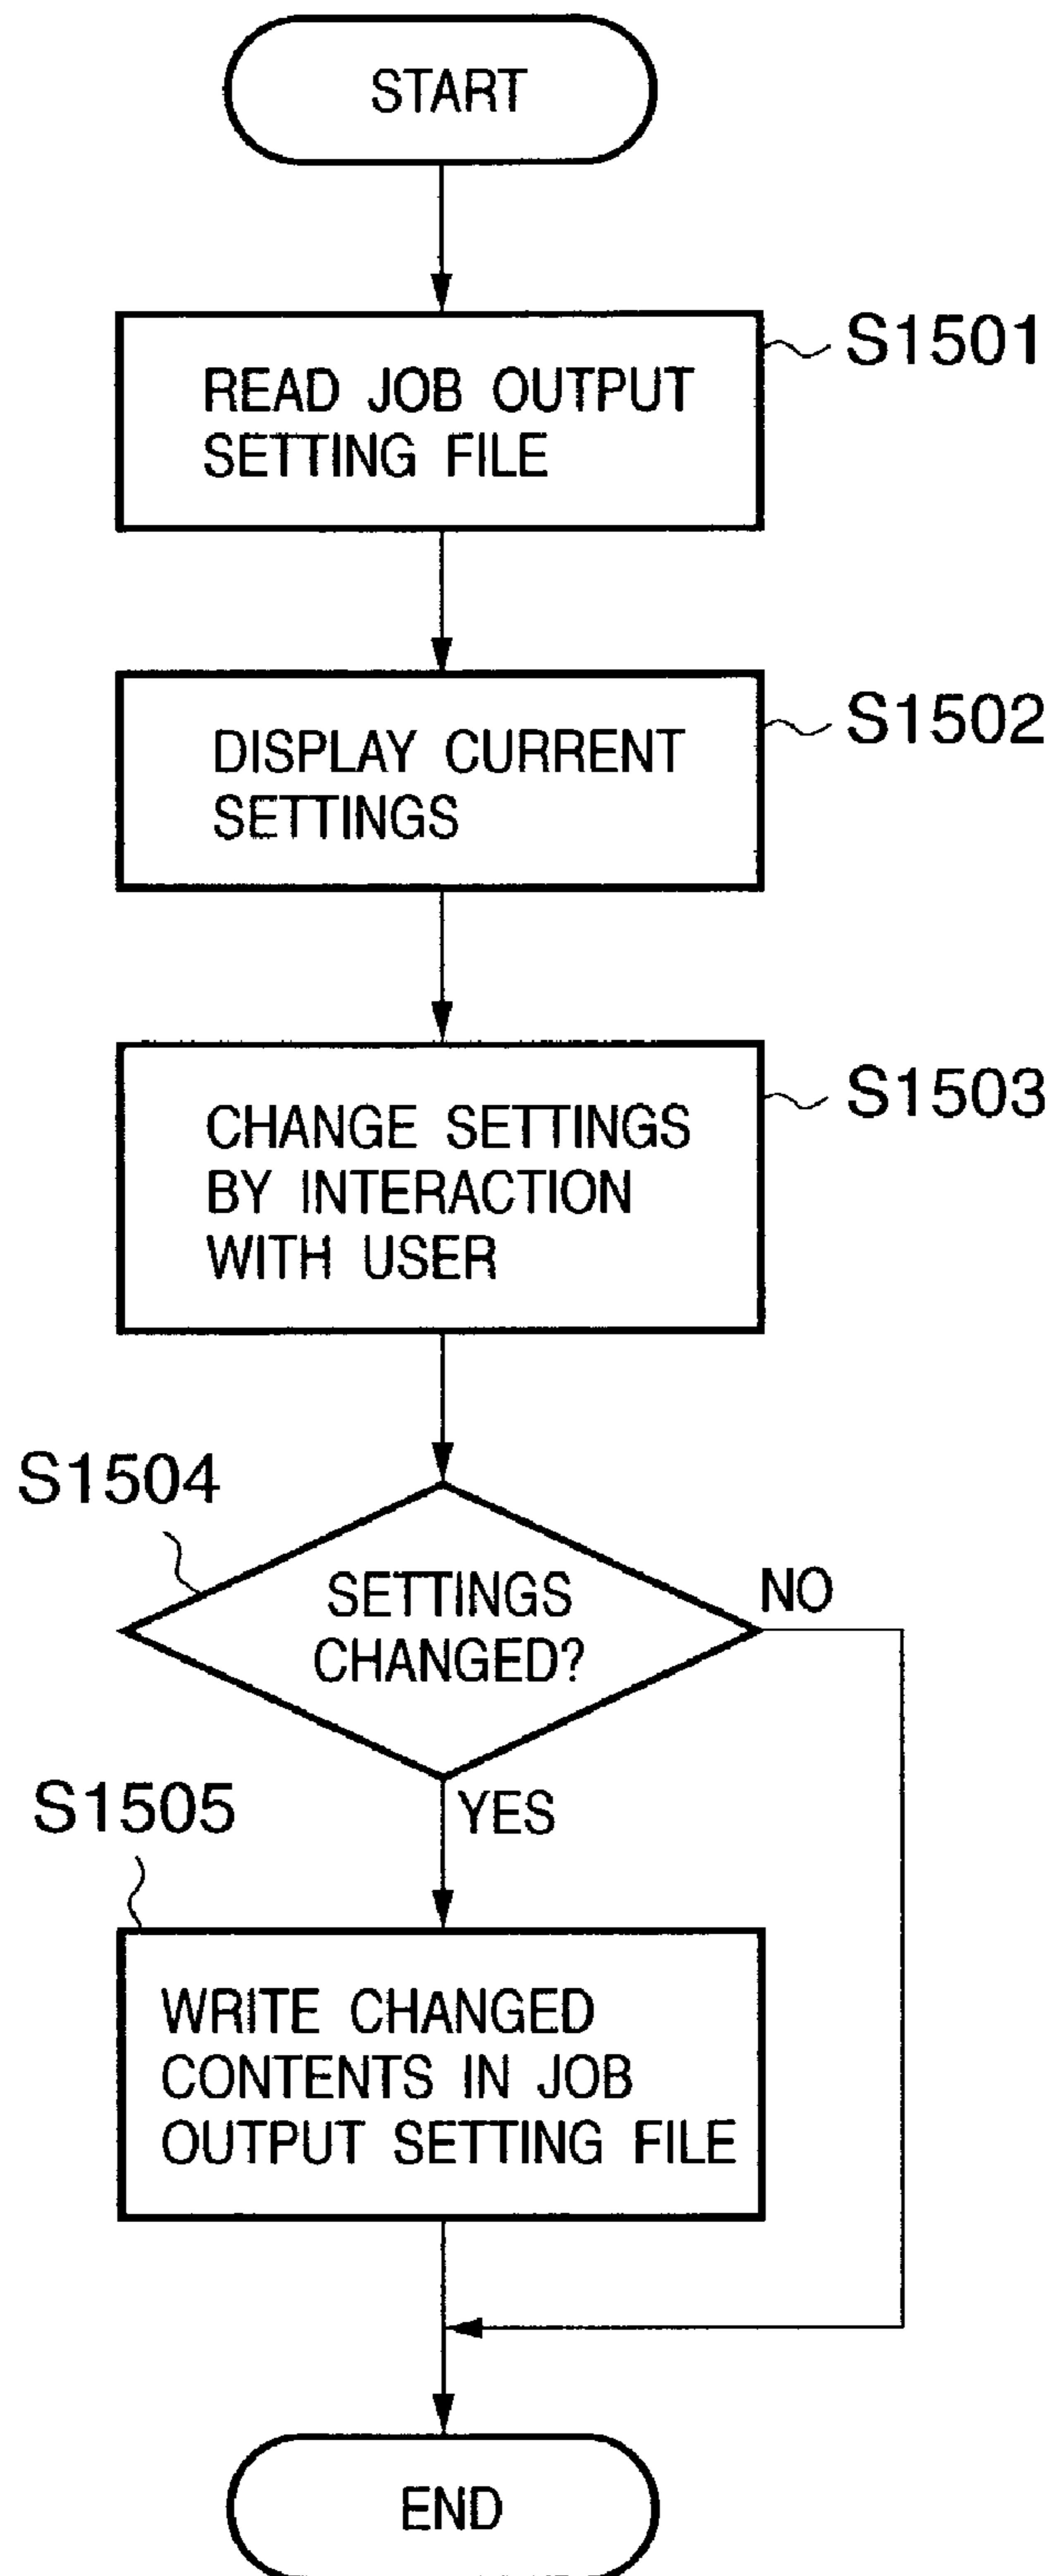 START
READ JOB OUTPUT
SETTING FILE
S1501
DISPLAY CURRENT
SETTINGS
S1502
CHANGE SETTINGS
BY INTERACTION
WITH USER
S1503
S1504
SETTINGS
CHANGED?
NO
YES
S1505
WRITE CHANGED
CONTENTS IN JOB
OUTPUT SETTING FILE
END